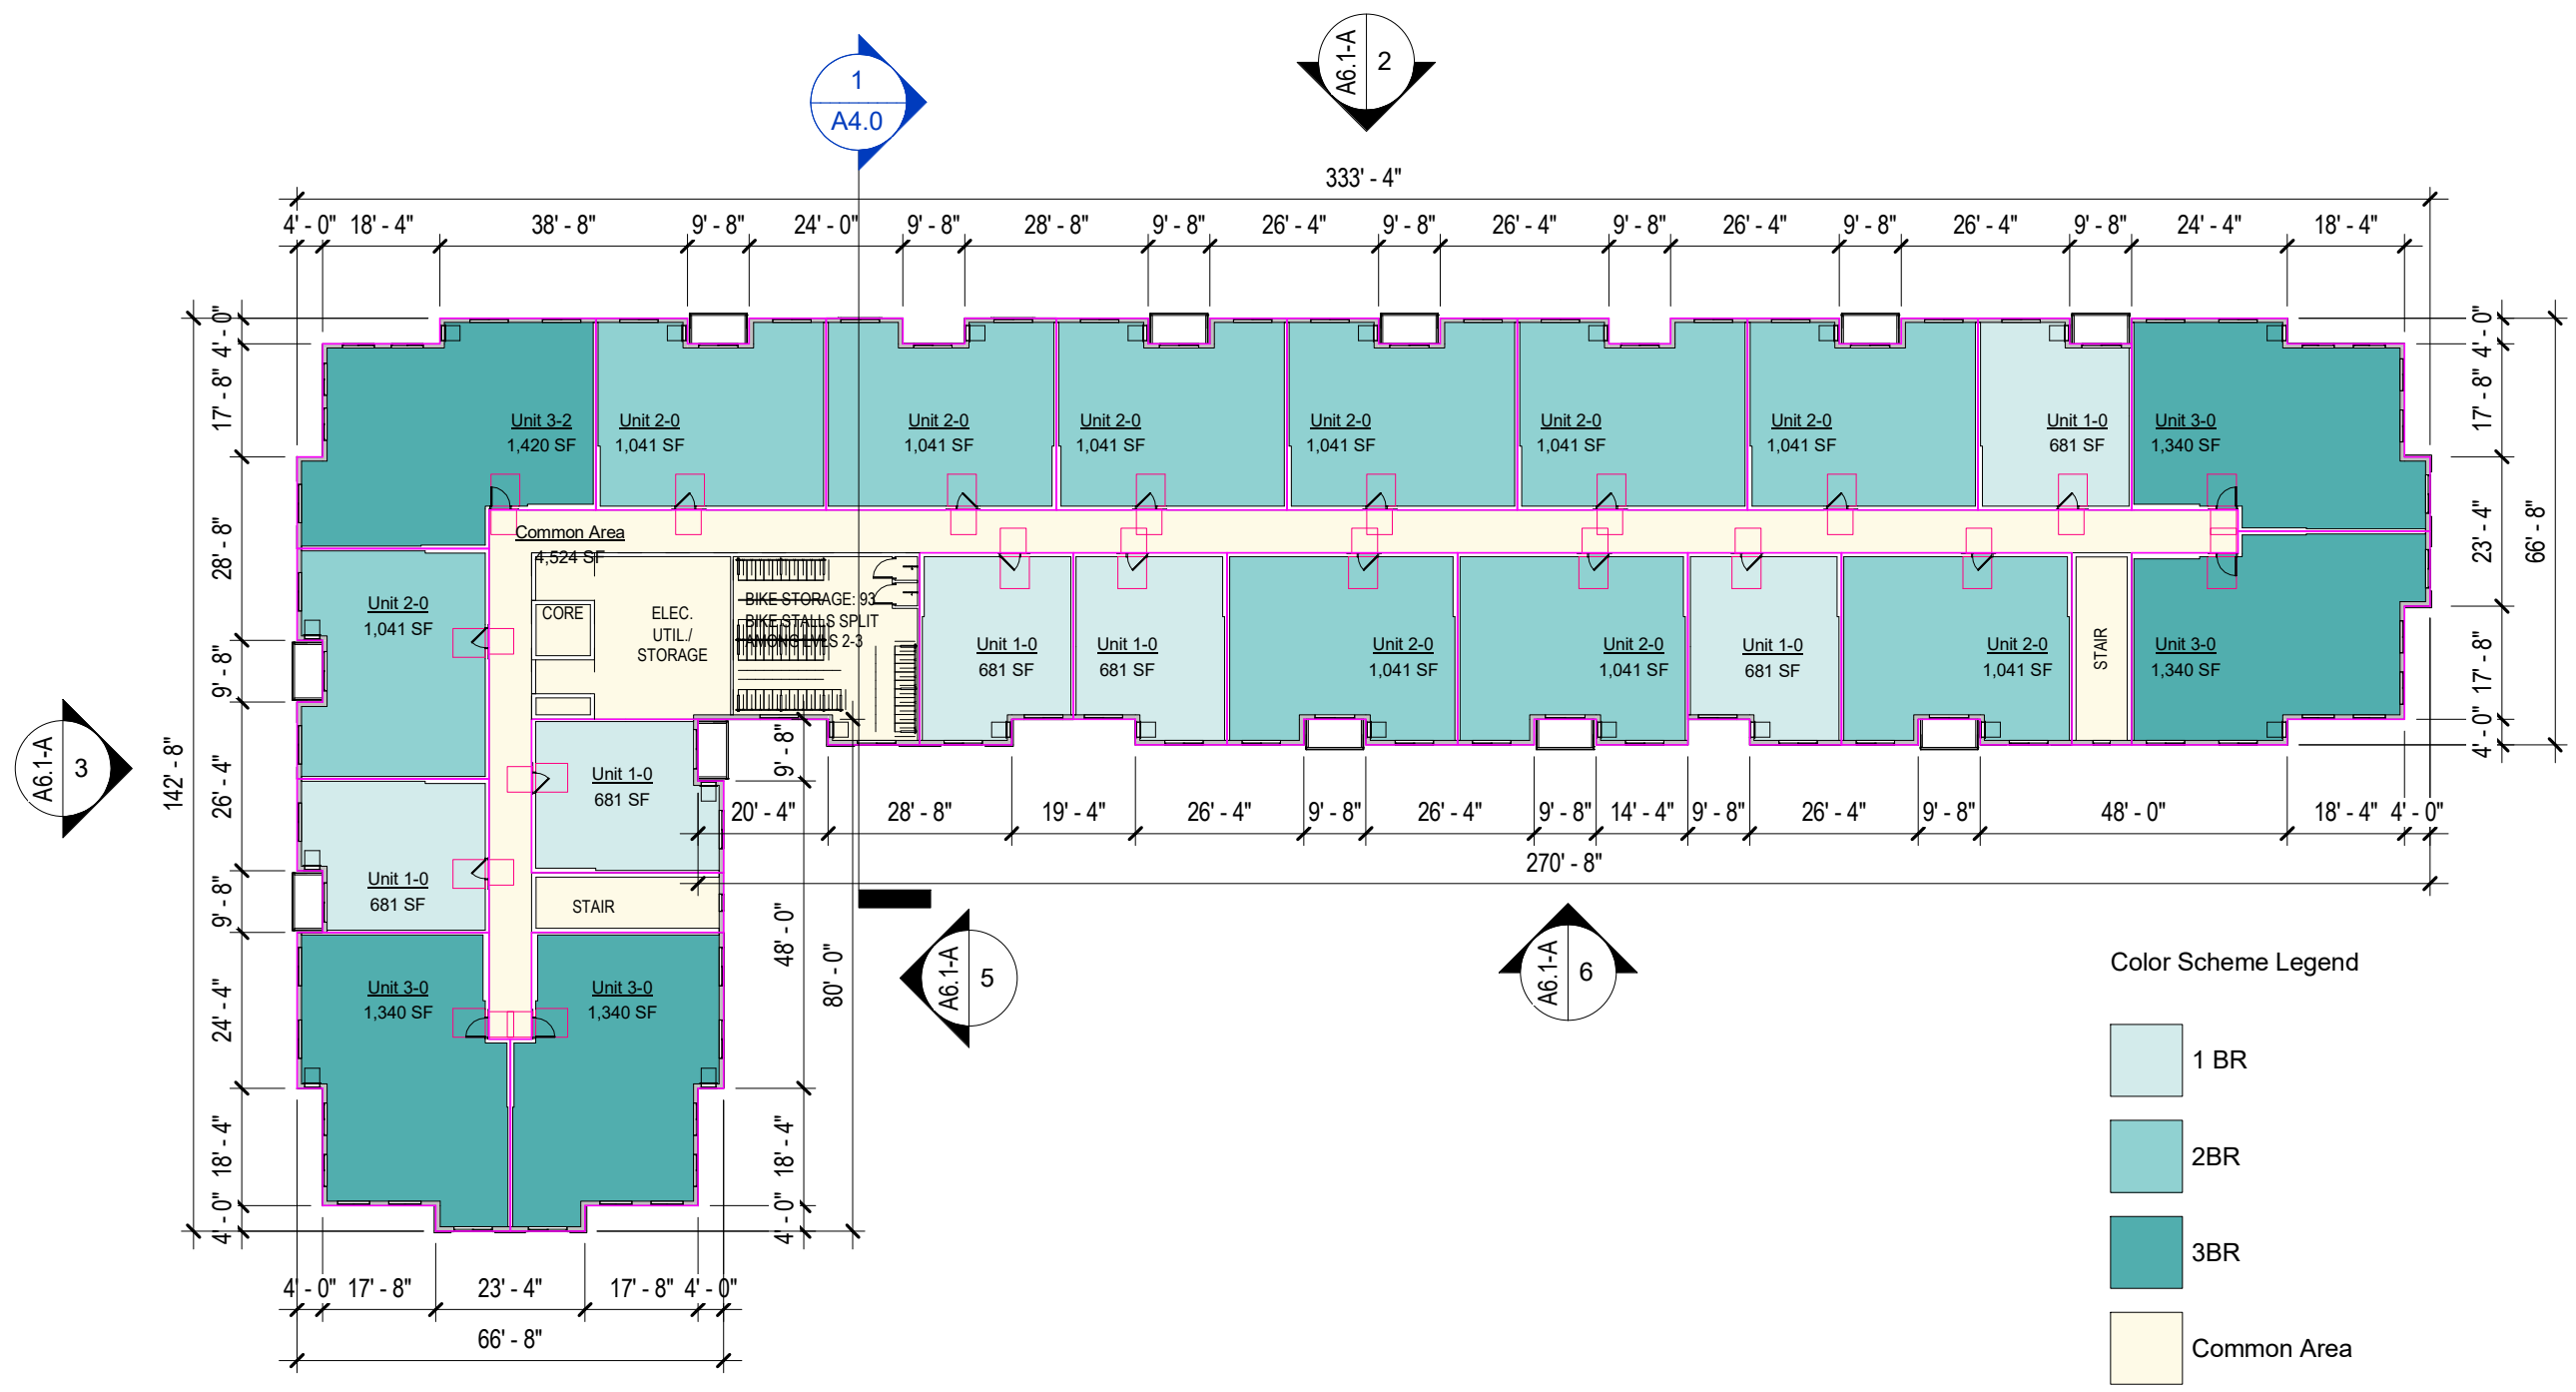 1
A4.0
A6.1-A
2
333' - 4"
4' - 0"
18' - 4"
38' - 8"
9' - 8"
24' - 0"
9' - 8"
28' - 8"
9' - 8"
26' - 4"
9' - 8"
26' - 4"
9' - 8"
26' - 4"
9' - 8"
26' - 4"
9' - 8"
24' - 4"
18' - 4"
4' - 0"
17' - 8"
28' - 8"
9' - 8"
26' - 4"
9' - 8"
24' - 4"
18' - 4"
4' - 0"
142' - 8"
A6.1-A
3
Unit 3-2
1,420 SF
Unit 2-0
1,041 SF
Unit 2-0
1,041 SF
Unit 2-0
1,041 SF
Unit 2-0
1,041 SF
Unit 2-0
1,041 SF
Unit 2-0
1,041 SF
Unit 1-0
681 SF
Unit 3-0
1,340 SF
4' - 0"
17' - 8"
23' - 4"
17' - 8"
4' - 0"
66' - 8"
Common Area
4,524 SF
CORE
ELEC.
UTIL./
STORAGE
BIKE STORAGE: 93
BIKE STALLS SPLIT
AMONG LVLS 2-3
Unit 2-0
1,041 SF
Unit 1-0
681 SF
Unit 1-0
681 SF
Unit 2-0
1,041 SF
Unit 2-0
1,041 SF
Unit 1-0
681 SF
Unit 2-0
1,041 SF
STAIR
Unit 3-0
1,340 SF
Unit 1-0
681 SF
9' - 8"
20' - 4"
28' - 8"
19' - 4"
26' - 4"
9' - 8"
26' - 4"
9' - 8"
14' - 4"
9' - 8"
26' - 4"
9' - 8"
48' - 0"
18' - 4"
4' - 0"
270' - 8"
Unit 1-0
681 SF
STAIR
Unit 3-0
1,340 SF
Unit 3-0
1,340 SF
48' - 0"
18' - 4"
4' - 0"
80' - 0"
A6.1-A
5
A6.1-A
6
4' - 0"
17' - 8"
23' - 4"
17' - 8"
4' - 0"
66' - 8"
Color Scheme Legend
1 BR
2BR
3BR
Common Area